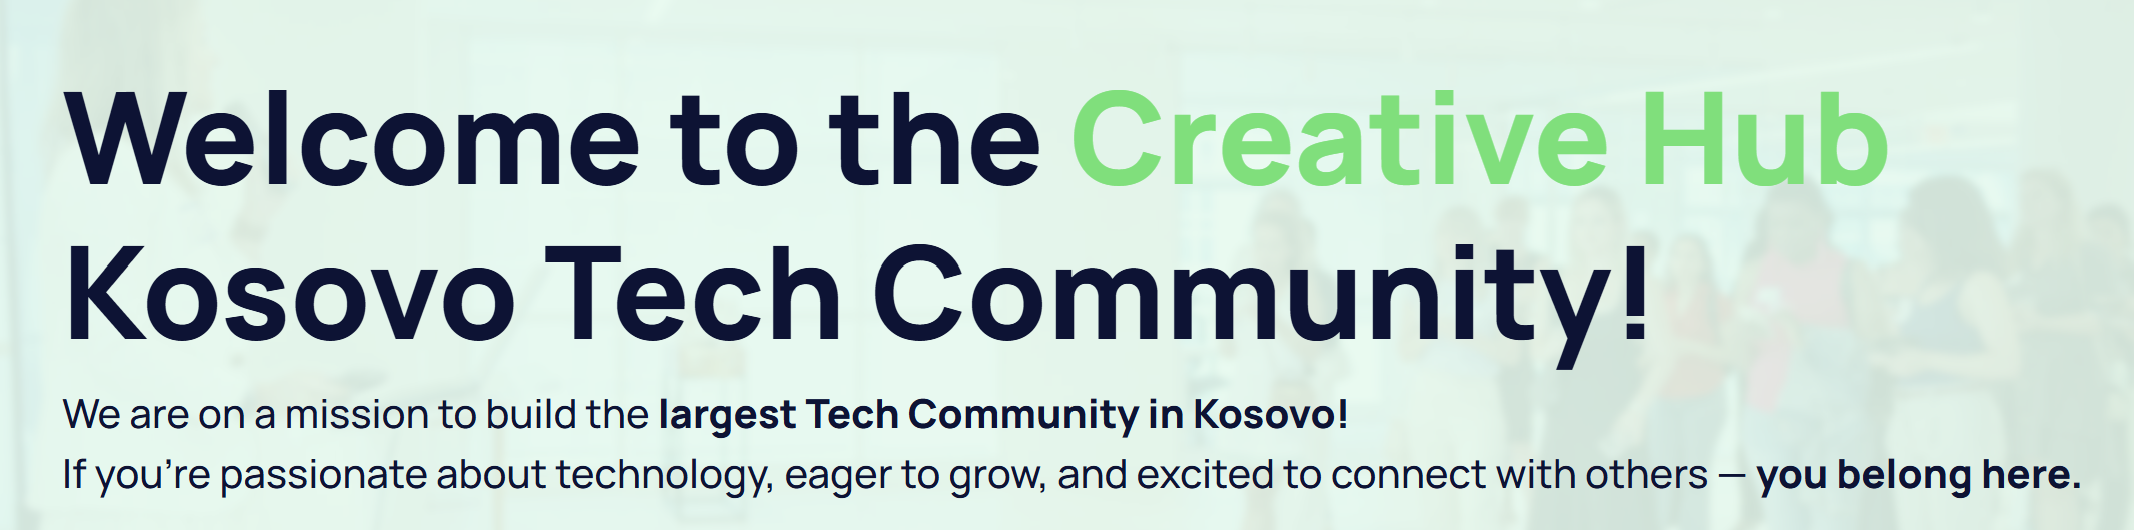 Welcome to the Creative Hub
Kosovo Tech Community!
We are on a mission to build the largest Tech Community in Kosovo!
If you’re passionate about technology, eager to grow, and excited to connect with others — you belong here.